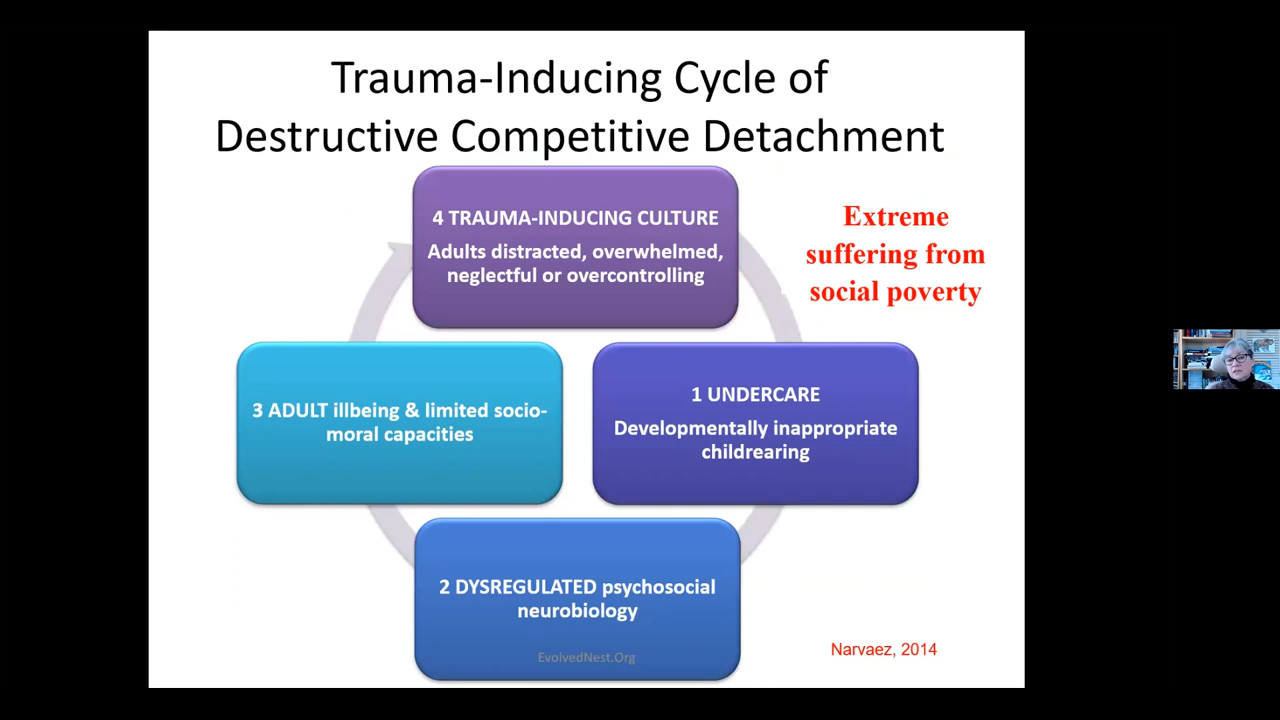 Trauma-Inducing Cycle of
Destructive Competitive Detachment
4 TRAUMA-INDUCING CULTURE
Adults distracted, overwhelmed,
neglectful or overcontrolling
Extreme
suffering from
social poverty
3 ADULT illbeing & limited socio-
moral capacities
1 UNDERCARE
Developmentally inappropriate
childrearing
2 DYSREGULATED psychosocial
neurobiology
EvolvedNest.Org
Narvaez, 2014